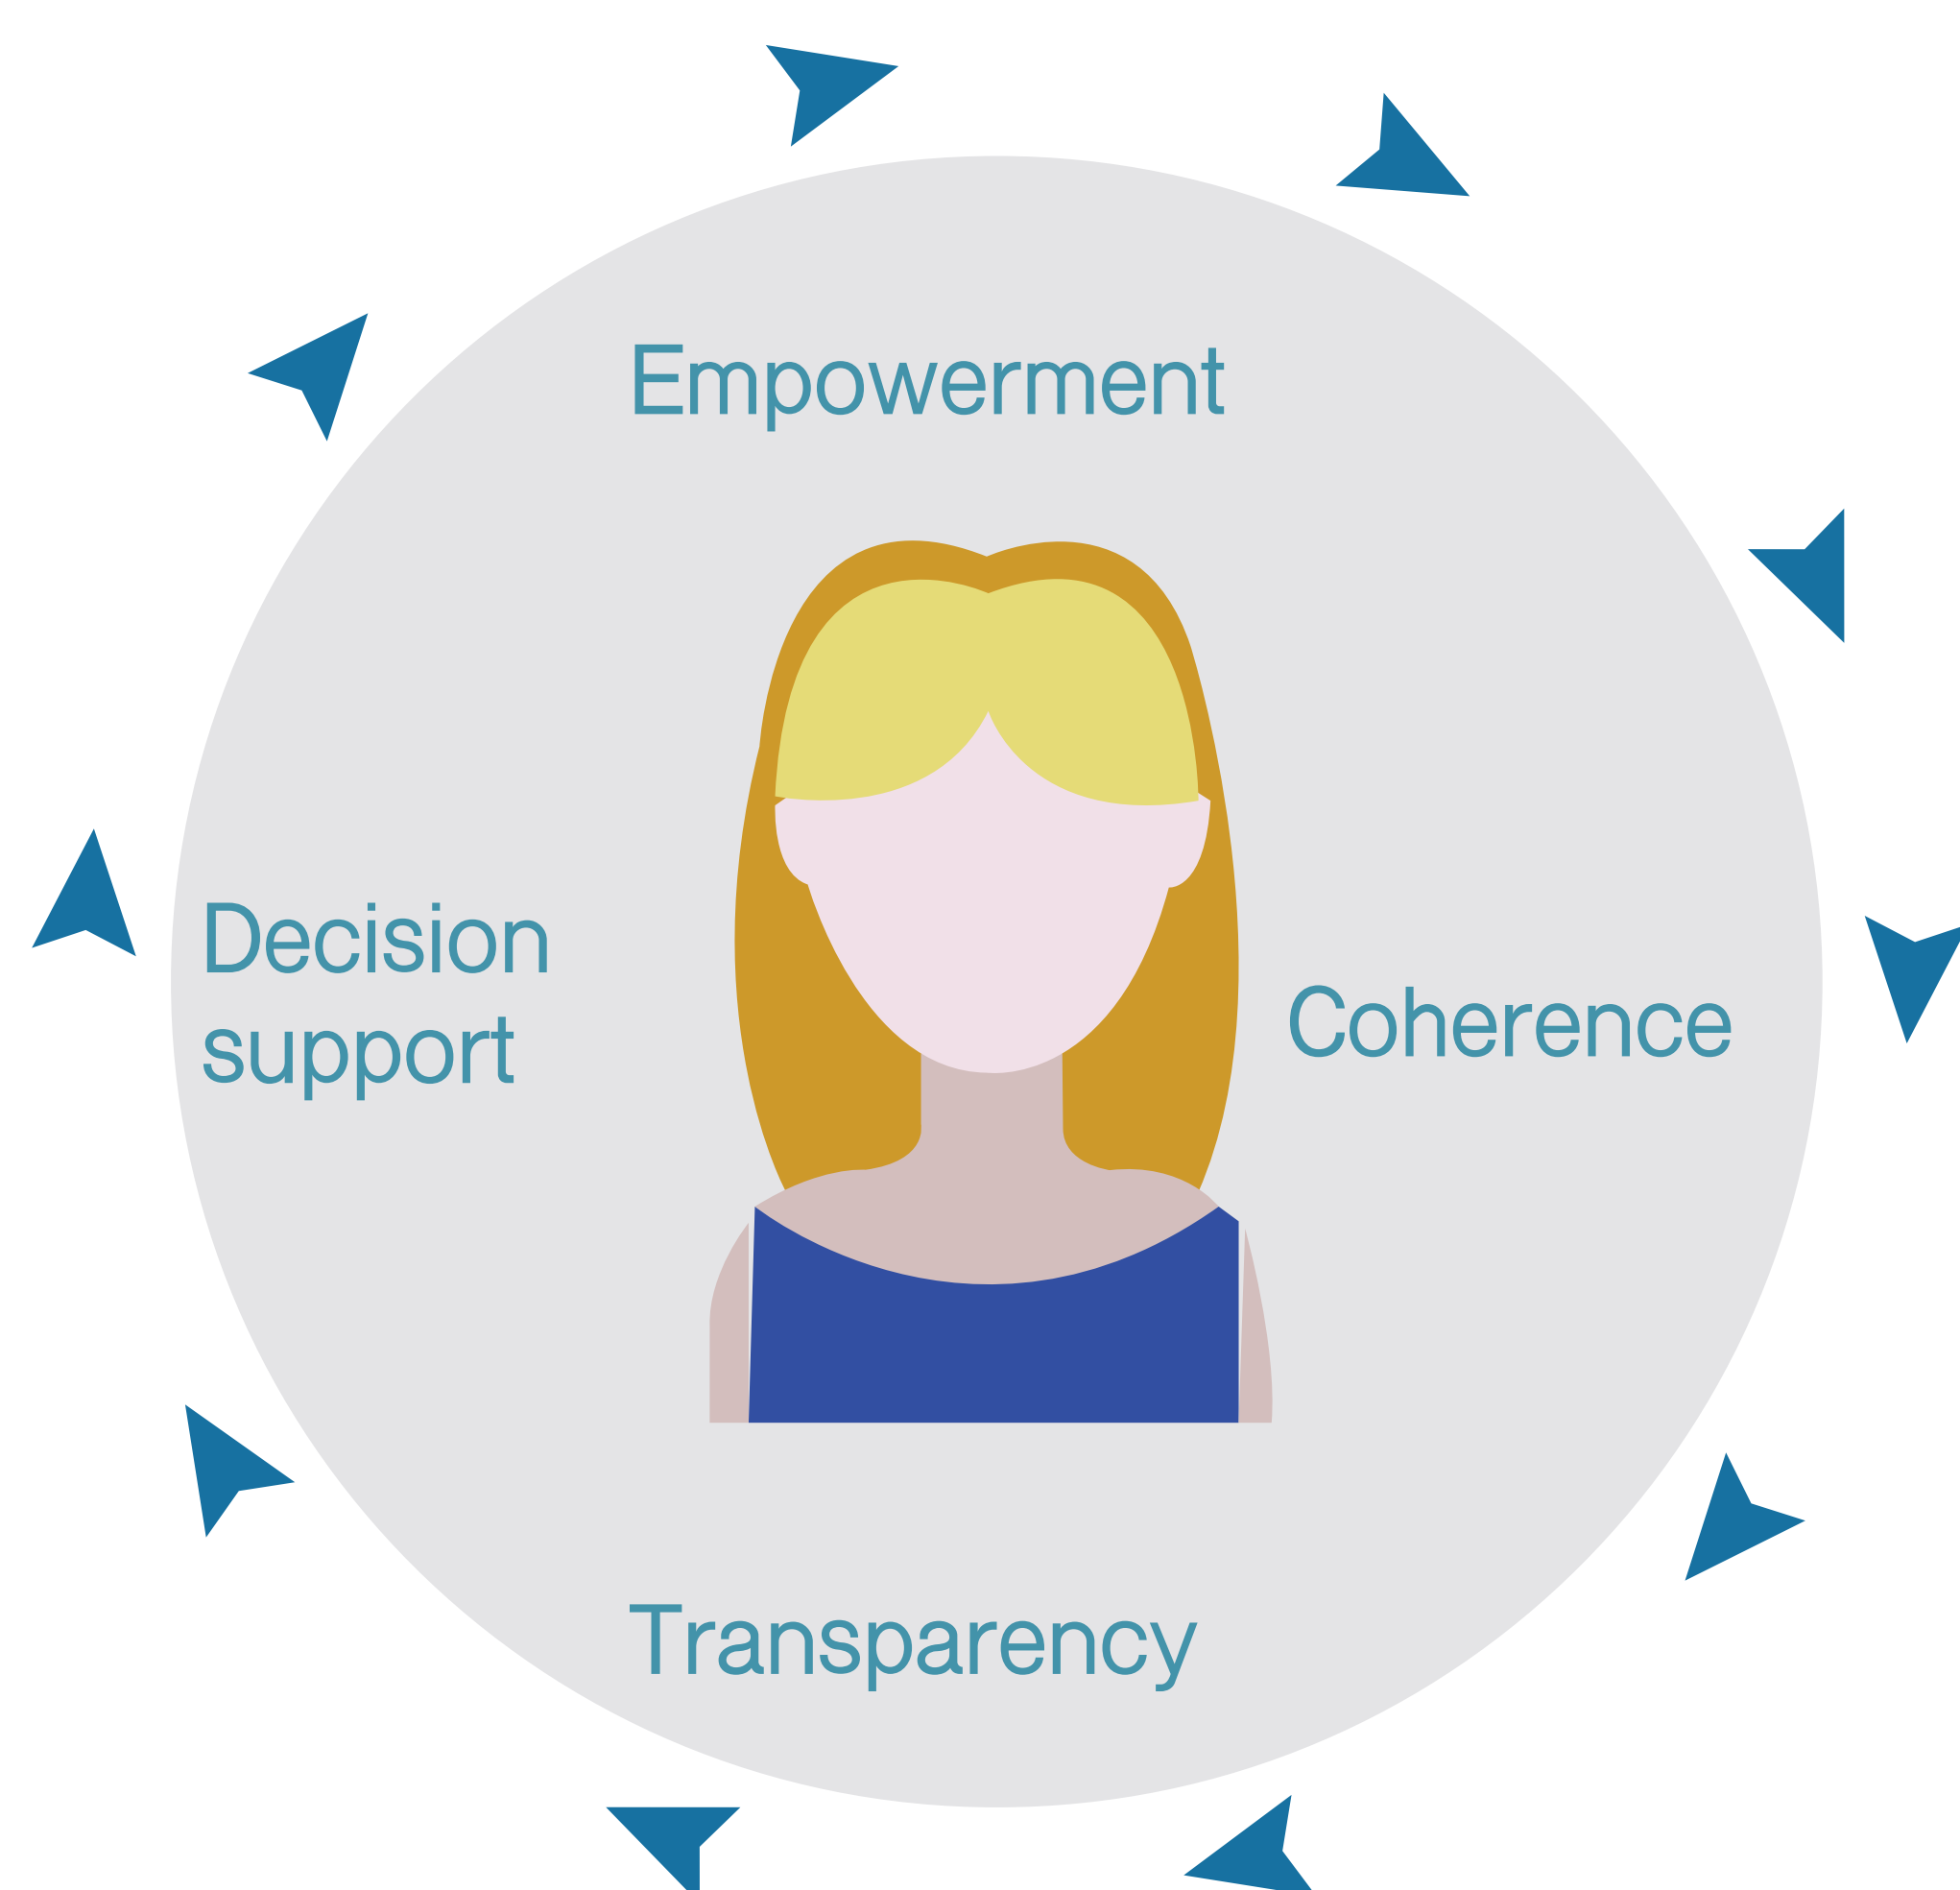 Empowerment
Decision
support
Coherence
Transparency